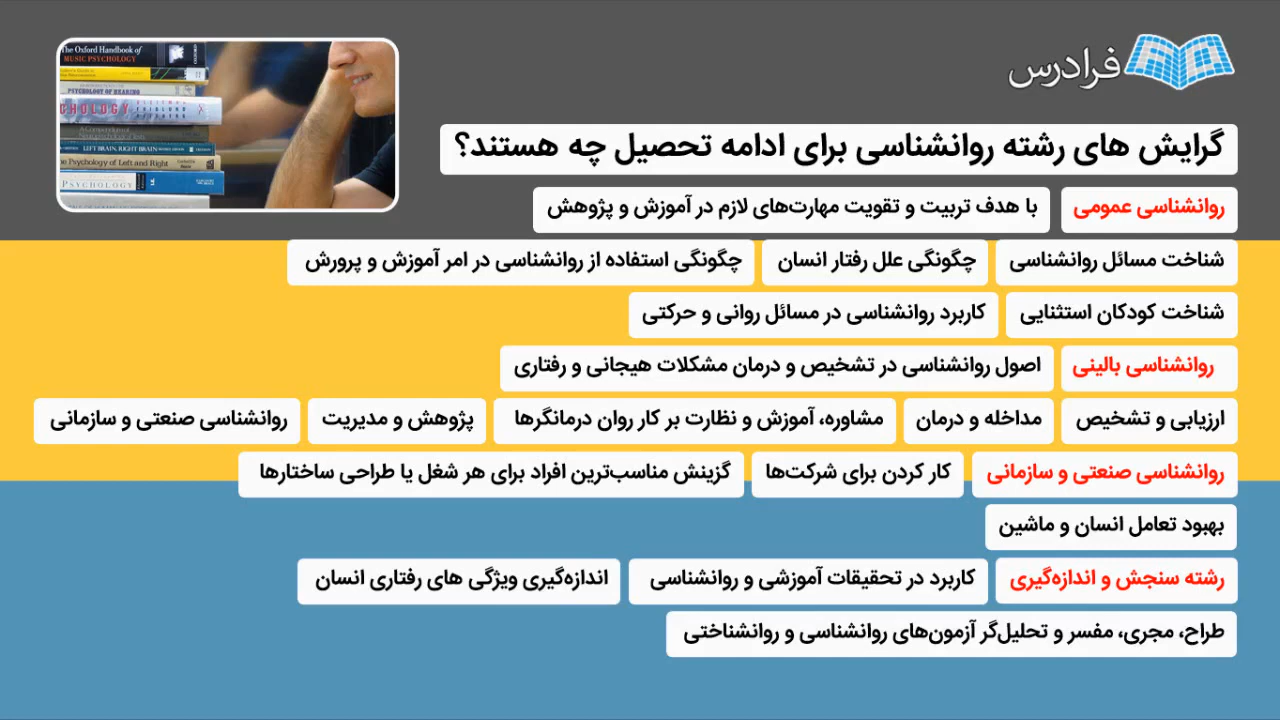 فرادرس
The Oxford Handbook of
MUSIC PSYCHOLOGY
PSYCHOLOGY OF HEARING
CHOLOGY
LEFT BRAIN, RIGHT BRAIN
The Psychology of Left and Right
PSYCHOLOGY
گرایش های رشته روانشناسی برای ادامه تحصیل چه هستند؟
روانشناسی عمومی با هدف تربیت و تقویت مهارت‌های لازم در آموزش و پژوهش
شناخت مسائل روانشناسی چگونگی علل رفتار انسان چگونگی استفاده از روانشناسی در امر آموزش و پرورش
شناخت کودکان استثنایی کاربرد روانشناسی در مسائل روانی و حرکتی
روانشناسی بالینی اصول روانشناسی در تشخیص و درمان مشکلات هیجانی و رفتاری
ارزیابی و تشخیص مداخله و درمان مشاوره، آموزش و نظارت بر کار روان درمانگرها پژوهش و مدیریت روانشناسی صنعتی و سازمانی
روانشناسی صنعتی و سازمانی کار کردن برای شرکت‌ها گزینش مناسب‌ترین افراد برای هر شغل یا طراحی ساختارها
بهبود تعامل انسان و ماشین
رشته سنجش و اندازه‌گیری کاربرد در تحقیقات آموزشی و روانشناسی اندازه‌گیری ویژگی های رفتاری انسان
طراح، مجری، مفسر و تحلیل‌گر آزمون‌های روانشناسی و روانشناختی